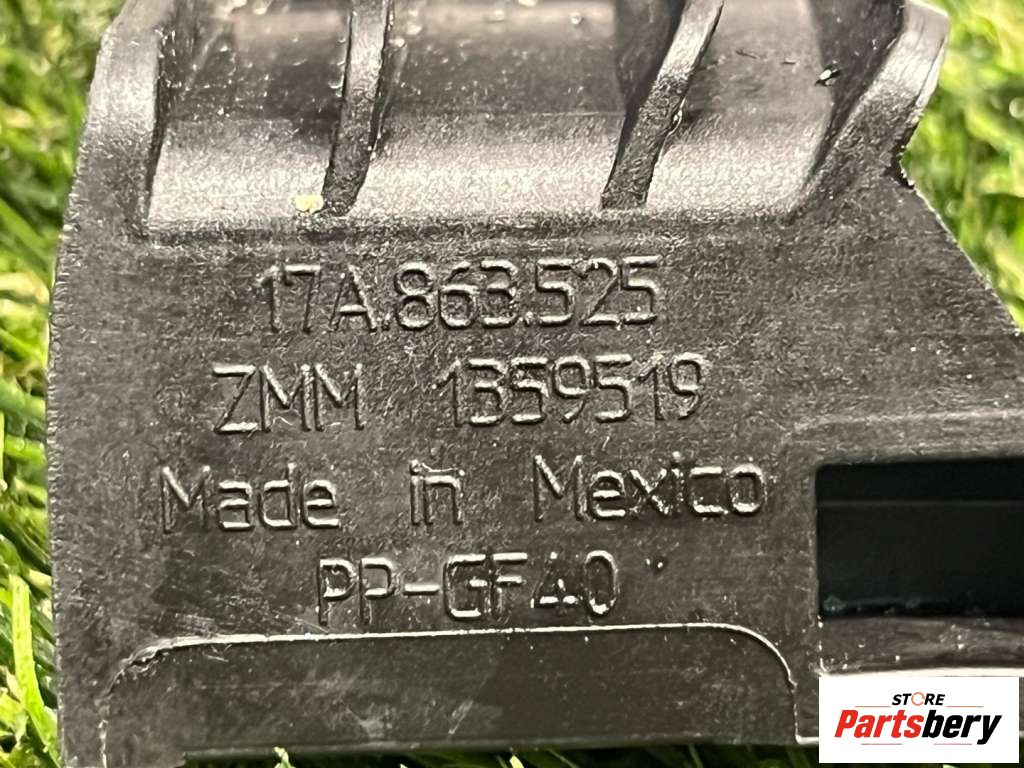 17A.863.525
ZMM 1359519
Made in Mexico
PP-GF40
STORE
Partsbery